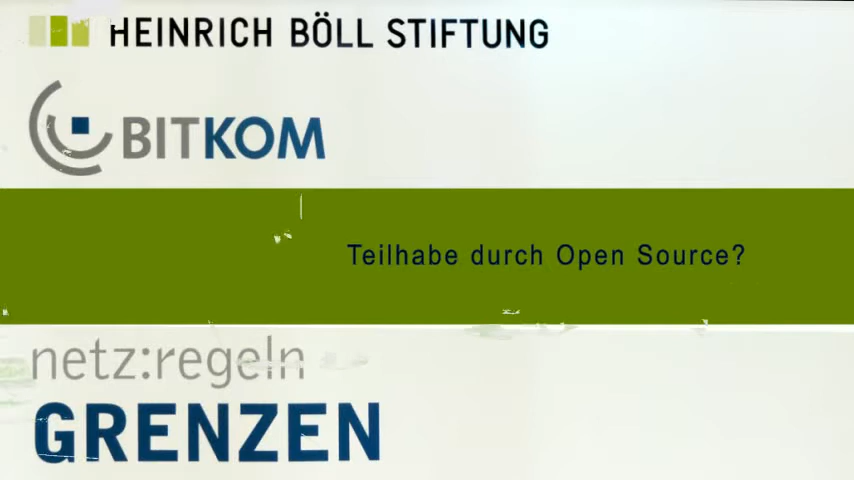 HEINRICH BÖLL STIFTUNG
BITKOM
Teilhabe durch Open Source?
netz:regeln
GRENZEN